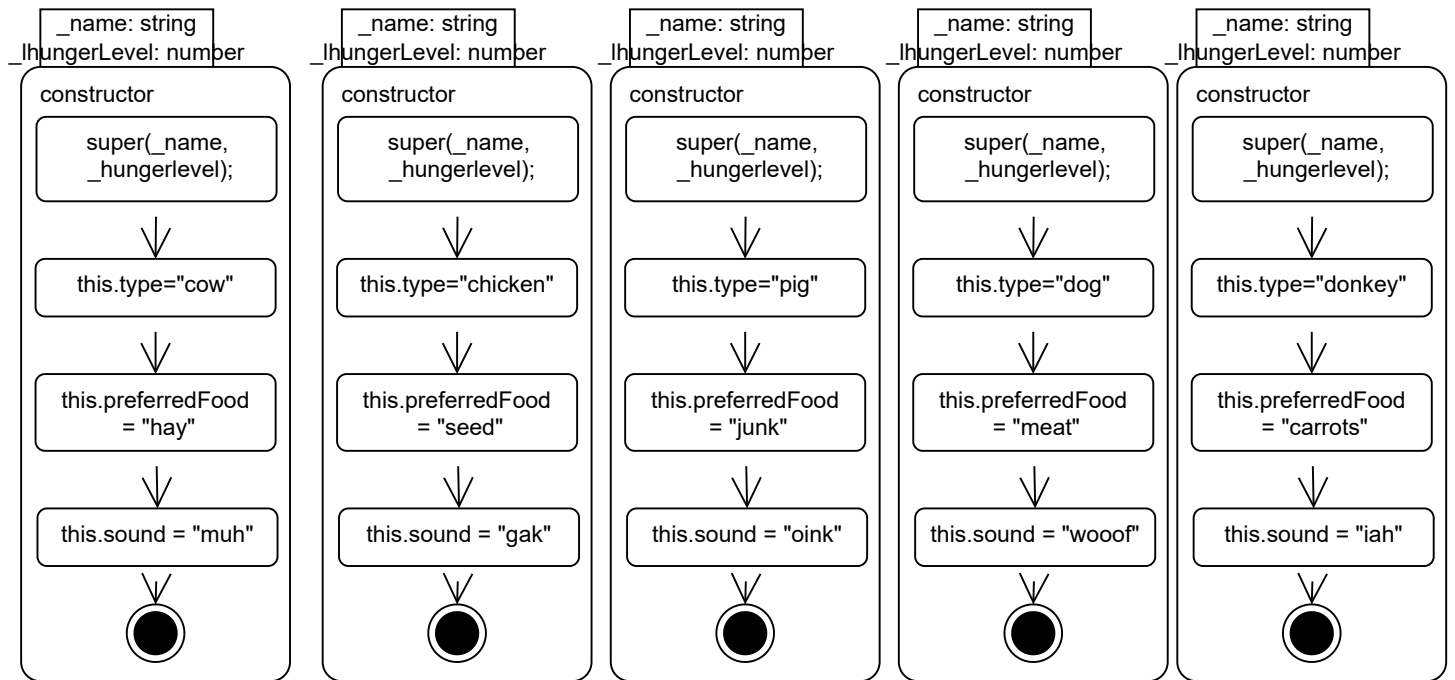 _name: string
_lhungerLevel: number
constructor
super(_name,
_hungerlevel);
this.type="cow"
this.preferredFood
= "hay"
this.sound = "muh"
_name: string
_lhungerLevel: number
constructor
super(_name,
_hungerlevel);
this.type="chicken"
this.preferredFood
= "seed"
this.sound = "gak"
_name: string
_lhungerLevel: number
constructor
super(_name,
_hungerlevel);
this.type="pig"
this.preferredFood
= "junk"
this.sound = "oink"
_name: string
_lhungerLevel: number
constructor
super(_name,
_hungerlevel);
this.type="dog"
this.preferredFood
= "meat"
this.sound = "wooof"
_name: string
_lhungerLevel: number
constructor
super(_name,
_hungerlevel);
this.type="donkey"
this.preferredFood
= "carrots"
this.sound = "iah"